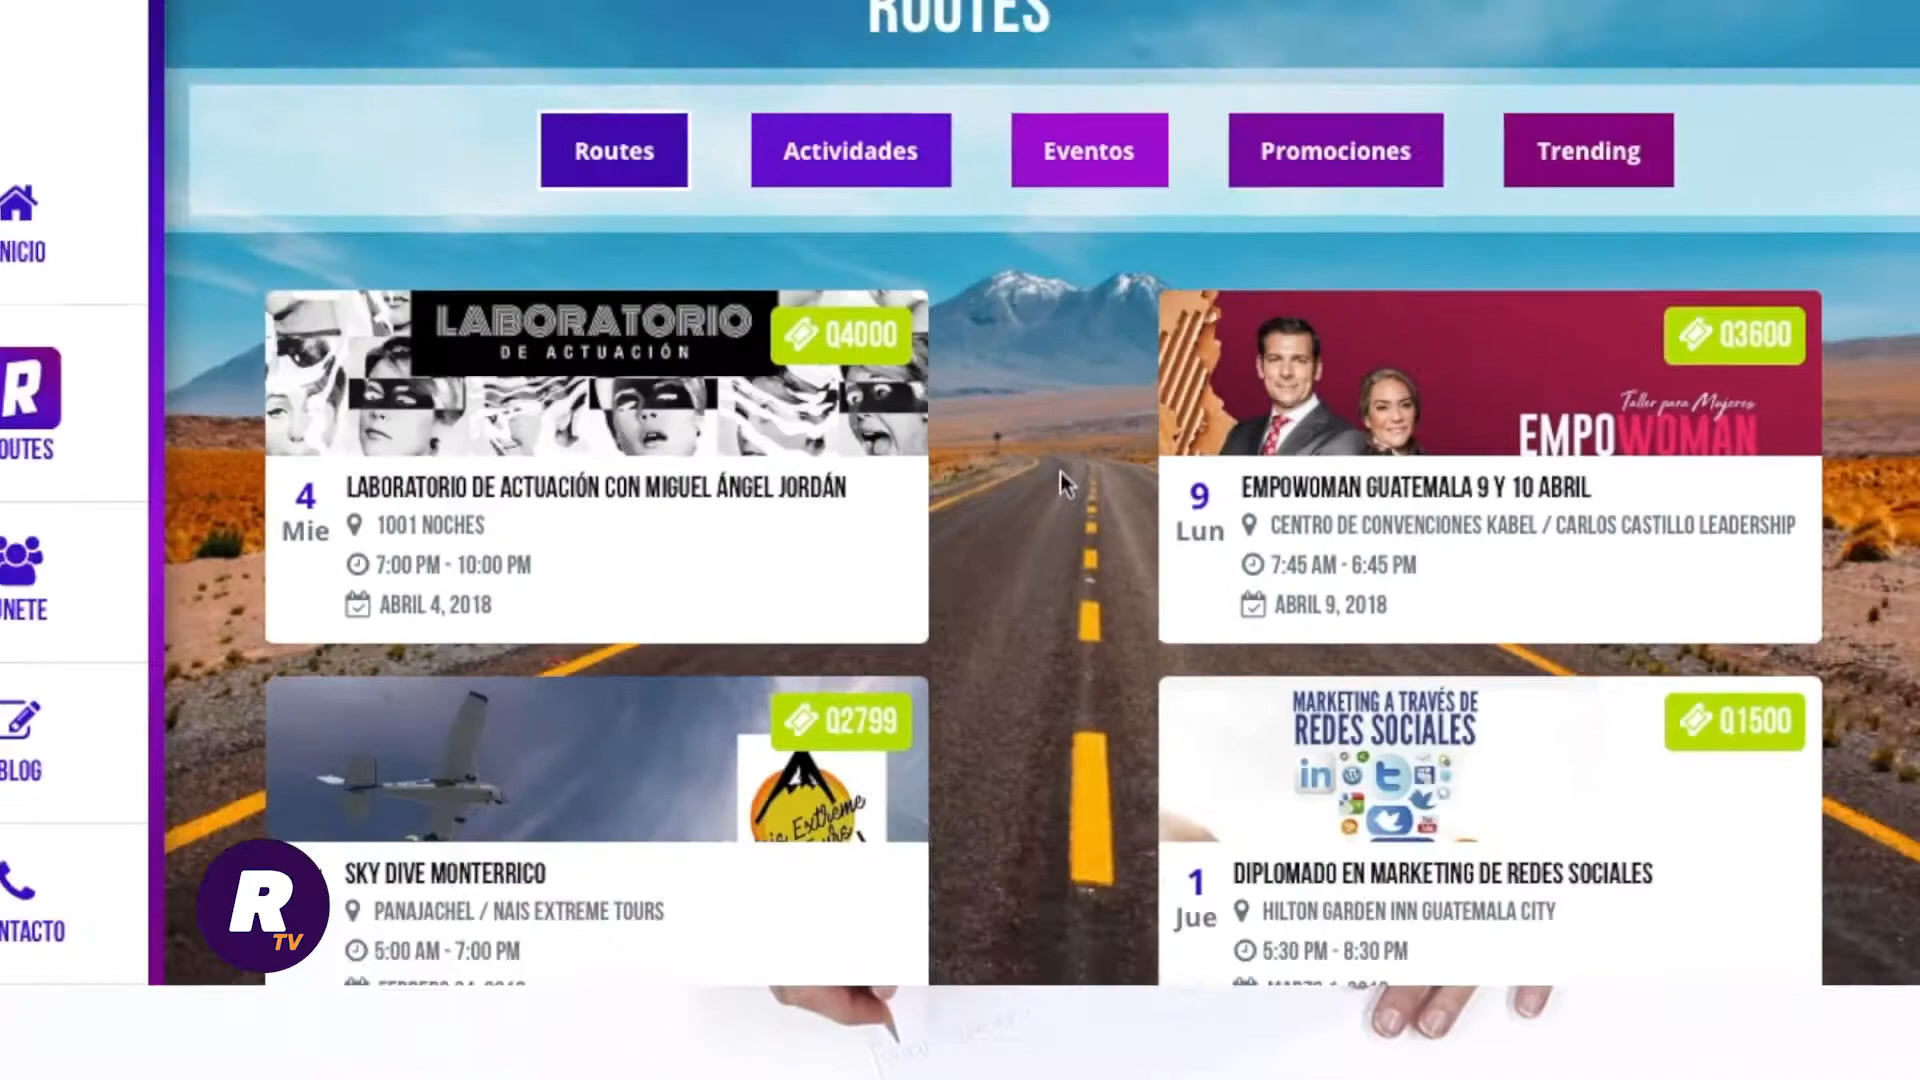 ROUTES
Routes
Actividades
Eventos
Promociones
Trending
NICIO
R
OUTES
NETE
BLOG
NTACTO
LABORATORIO
DE ACTUACIÓN
Q4000
4
Mie
LABORATORIO DE ACTUACIÓN CON MIGUEL ÁNGEL JORDÁN
1001 NOCHES
7:00 PM - 10:00 PM
ABRIL 4, 2018
Taller para Mujeres
EMPOWOMAN
Q3600
9
Lun
EMPOWOMAN GUATEMALA 9 Y 10 ABRIL
CENTRO DE CONVENCIONES KABEL / CARLOS CASTILLO LEADERSHIP
7:45 AM - 6:45 PM
ABRIL 9, 2018
Q2799
Extreme
SKY DIVE MONTERRICO
PANAJACHEL / NAIS EXTREME TOURS
5:00 AM - 7:00 PM
R
TV
MARKETING A TRAVÉS DE
REDES SOCIALES
in
Q1500
1
Jue
DIPLOMADO EN MARKETING DE REDES SOCIALES
HILTON GARDEN INN GUATEMALA CITY
5:30 PM - 8:30 PM